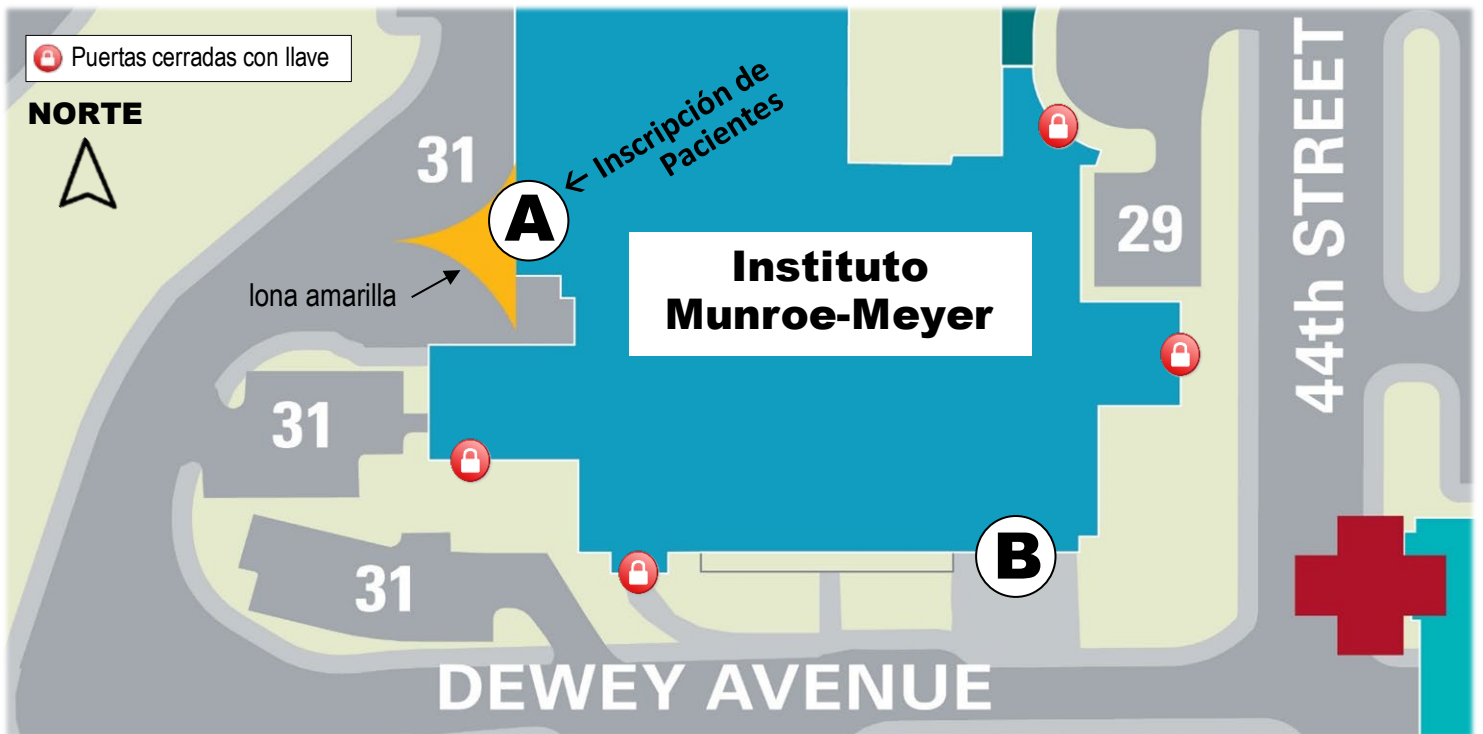 Puertas cerradas con llave
NORTE
31
← Inscripción de
Pacientes
A
lona amarilla
Instituto
Munroe-Meyer
29
44th STREET
31
31
B
DEWEY AVENUE